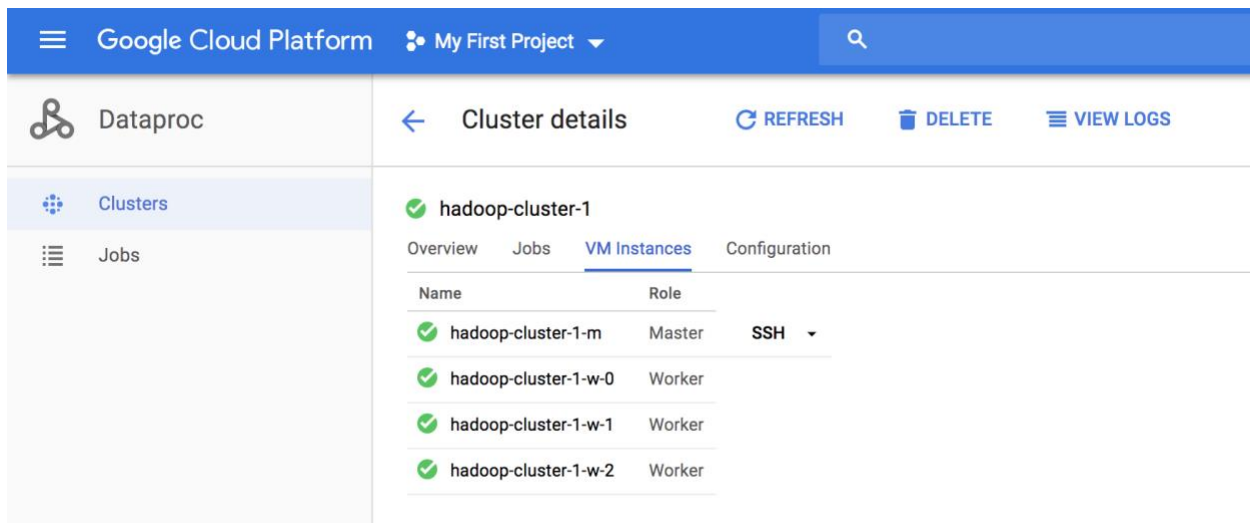 Google Cloud Platform My First Project
Dataproc
Cluster details REFRESH DELETE VIEW LOGS
Clusters
Jobs
hadoop-cluster-1
Overview Jobs VM Instances Configuration
Name Role
hadoop-cluster-1-m Master SSH
hadoop-cluster-1-w-0 Worker
hadoop-cluster-1-w-1 Worker
hadoop-cluster-1-w-2 Worker